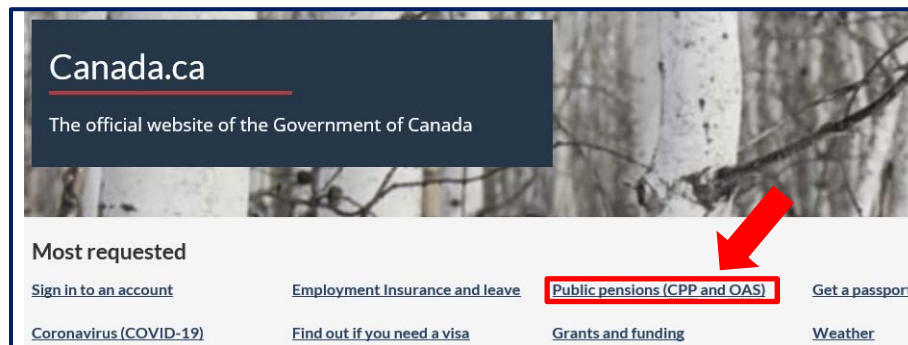 Canada.ca
The official website of the Government of Canada
Most requested
Sign in to an account
Employment Insurance and leave
Public pensions (CPP and OAS)
Get a passport
Coronavirus (COVID-19)
Find out if you need a visa
Grants and funding
Weather